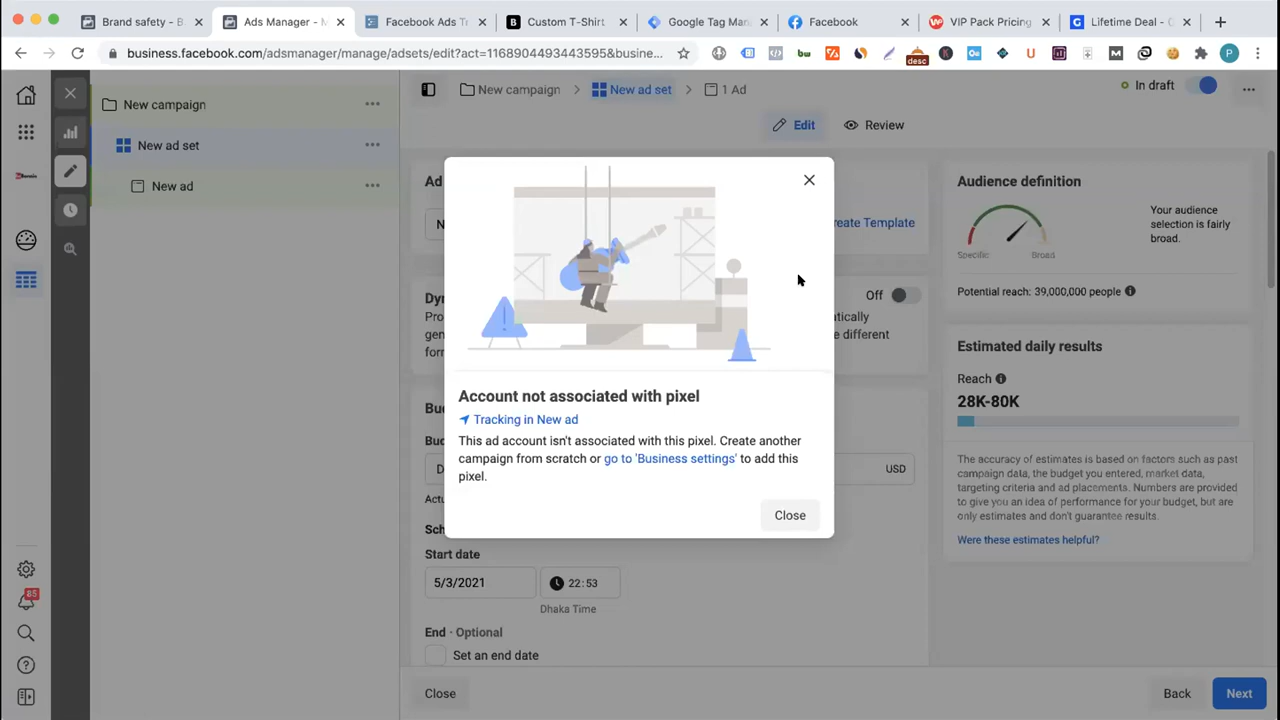 Brand safety - B
Ads Manager - M
Facebook Ads T
Custom T-Shirt
Google Tag Man
Facebook
VIP Pack Pricing
Lifetime Deal - G
business.facebook.com/adsmanager/manage/adsets/edit?act=1168904493443595&busine...
New campaign
New ad set
New ad
New campaign
New ad set
1 Ad
In draft
Edit
Review
Ad
N
reate Template
Dy
Off
Pro
atically
gen
e different
for
Bu
Bu
D
USD
Actu
Sch
Start date
5/3/2021
22:53
Dhaka Time
End · Optional
Set an end date
Account not associated with pixel
Tracking in New ad
This ad account isn't associated with this pixel. Create another
campaign from scratch or go to 'Business settings' to add this
pixel.
Close
Audience definition
Specific
Broad
Your audience
selection is fairly
broad.
Potential reach: 39,000,000 people
Estimated daily results
Reach
28K-80K
The accuracy of estimates is based on factors such as past
campaign data, the budget you entered, market data,
targeting criteria and ad placements. Numbers are provided
to give you an idea of performance for your budget, but are
only estimates and don't guarantee results.
Were these estimates helpful?
85
Close
Back
Next